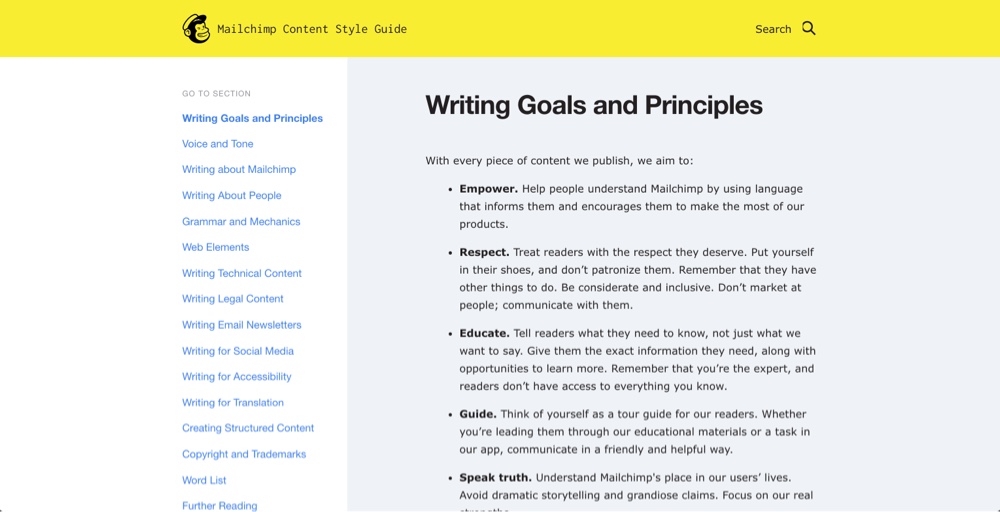 Mailchimp Content Style Guide
Search
GO TO SECTION
Writing Goals and Principles
Voice and Tone
Writing about Mailchimp
Writing About People
Grammar and Mechanics
Web Elements
Writing Technical Content
Writing Legal Content
Writing Email Newsletters
Writing for Social Media
Writing for Accessibility
Writing for Translation
Creating Structured Content
Copyright and Trademarks
Word List
Further Reading
Writing Goals and Principles
With every piece of content we publish, we aim to:
• Empower. Help people understand Mailchimp by using language
that informs them and encourages them to make the most of our
products.
• Respect. Treat readers with the respect they deserve. Put yourself
in their shoes, and don’t patronize them. Remember that they have
other things to do. Be considerate and inclusive. Don’t market at
people; communicate with them.
• Educate. Tell readers what they need to know, not just what we
want to say. Give them the exact information they need, along with
opportunities to learn more. Remember that you’re the expert, and
readers don’t have access to everything you know.
• Guide. Think of yourself as a tour guide for our readers. Whether
you’re leading them through our educational materials or a task in
our app, communicate in a friendly and helpful way.
• Speak truth. Understand Mailchimp's place in our users’ lives.
Avoid dramatic storytelling and grandiose claims. Focus on our real